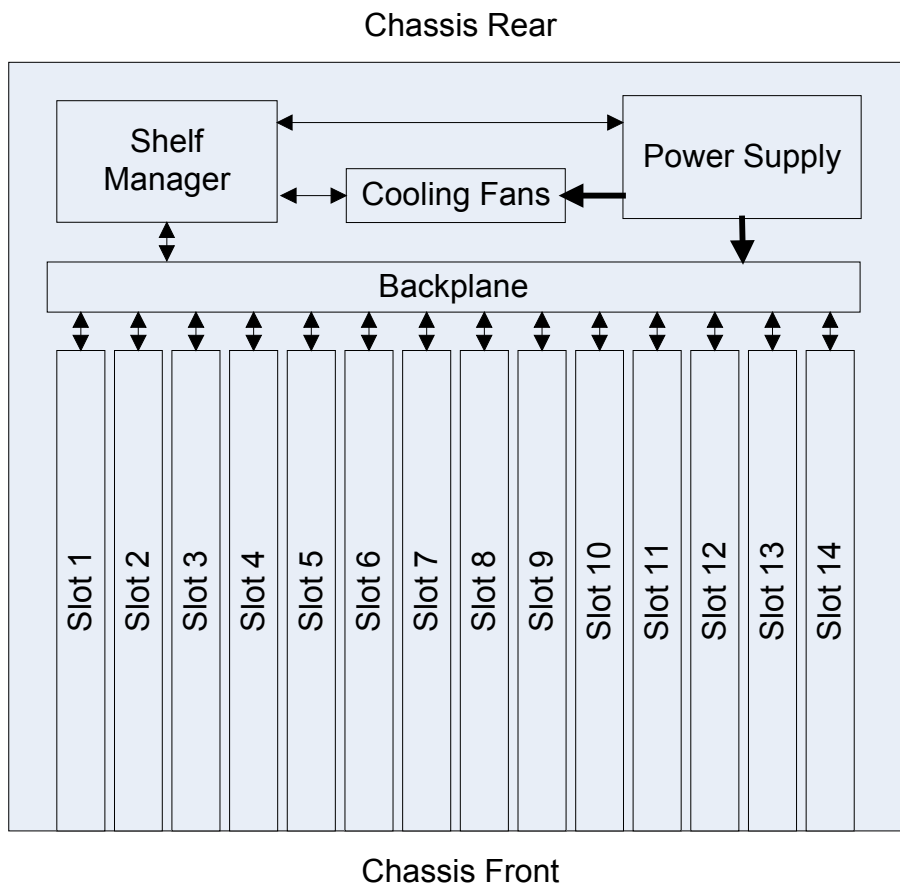 Chassis Rear
Shelf
Manager
Power Supply
Cooling Fans
Backplane
Slot 1
Slot 2
Slot 3
Slot 4
Slot 5
Slot 6
Slot 7
Slot 8
Slot 9
Slot 10
Slot 11
Slot 12
Slot 13
Slot 14
Chassis Front